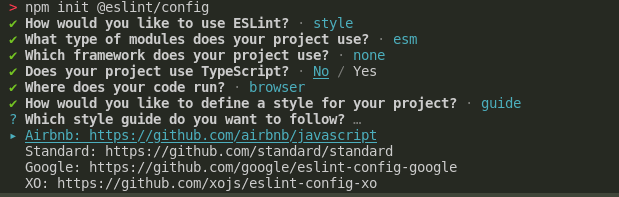 > npm init @eslint/config
✔ How would you like to use ESLint? · style
✔ What type of modules does your project use? · esm
✔ Which framework does your project use? · none
✔ Does your project use TypeScript? · No / Yes
✔ Where does your code run? · browser
✔ How would you like to define a style for your project? · guide
? Which style guide do you want to follow? …
▸ Airbnb: https://github.com/airbnb/javascript
Standard: https://github.com/standard/standard
Google: https://github.com/google/eslint-config-google
XO: https://github.com/xojs/eslint-config-xo